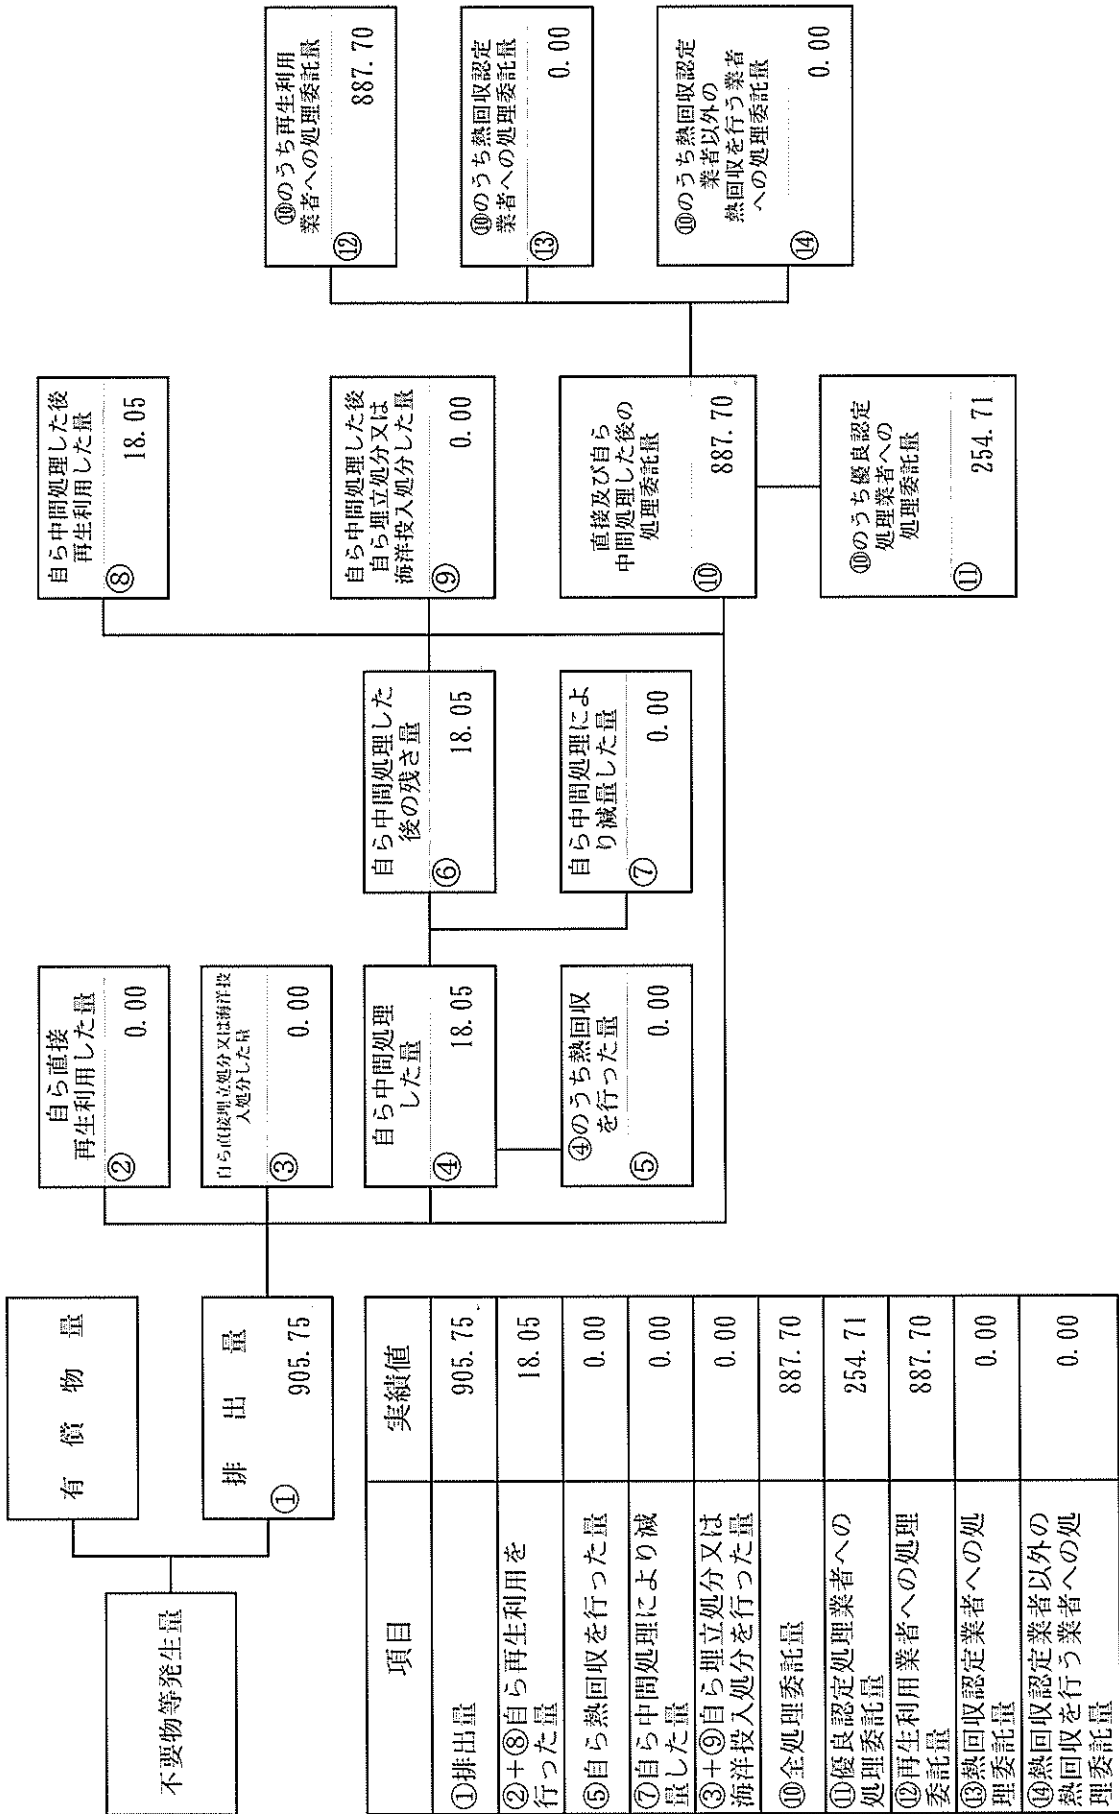 不要物等発生量
有償物量
排出量
① 905.75
自ら直接
再生利用した量
② 0.00
自ら直接埋立処分又は海洋投
入処分した量
③ 0.00
自ら中間処理
した量
④ 18.05
④のうち熱回収
を行った量
⑤ 0.00
自ら中間処理した
後の残さ量
⑥ 18.05
自ら中間処理によ
り減量した量
⑦ 0.00
自ら中間処理した後
再生利用した量
⑧ 18.05
自ら中間処理した後
自ら埋立処分又は
海洋投入処分した量
⑨ 0.00
直接及び自ら
中間処理した後の
処理委託量
⑩ 887.70
⑩のうち優良認定
処理業者への
処理委託量
⑪ 254.71
⑩のうち再生利用
業者への処理委託量
⑫ 887.70
⑩のうち熱回収認定
業者への処理委託量
⑬ 0.00
⑩のうち熱回収認定
業者以外の
熱回収を行う業者
への処理委託量
⑭ 0.00
項目 実績値
①排出量 905.75
②+⑧自ら再生利用を
行った量 18.05
⑤自ら熱回収を行った量 0.00
⑦自ら中間処理により減
量した量 0.00
③+⑨自ら埋立処分又は
海洋投入処分を行った量 0.00
⑩全処理委託量 887.70
⑪優良認定処理業者への
処理委託量 254.71
⑫再生利用業者への処理
委託量 887.70
⑬熱回収認定業者への処
理委託量 0.00
⑭熱回収認定業者以外の
熱回収を行う業者への処
理委託量 0.00